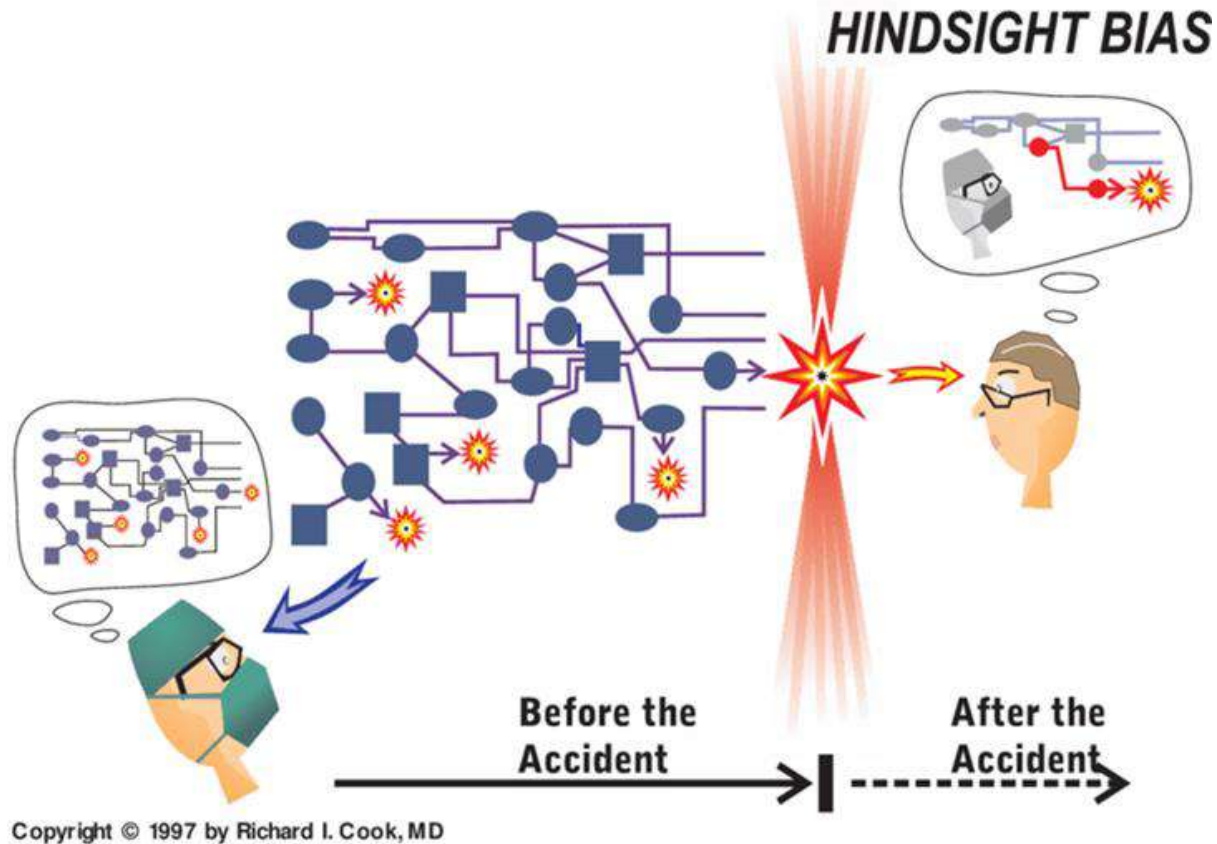 HINDSIGHT BIAS
Before the
Accident
After the
Accident
Copyright © 1997 by Richard I. Cook, MD